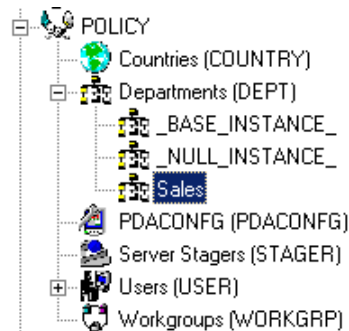 POLICY
Countries (COUNTRY)
Departments (DEPT)
_BASE_INSTANCE_
_NULL_INSTANCE_
Sales
PDACONFG (PDACONFG)
Server Stagers (STAGER)
Users (USER)
Workgroups (WORKGRP)